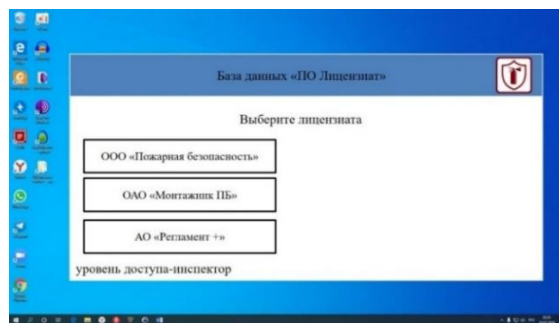 База данных «ПО Лицензиат»
Выберите лицензиата
ООО «Пожарная безопасность»
ОАО «Монтажник ПБ»
АО «Регламент +»
уровень доступа-инспектор